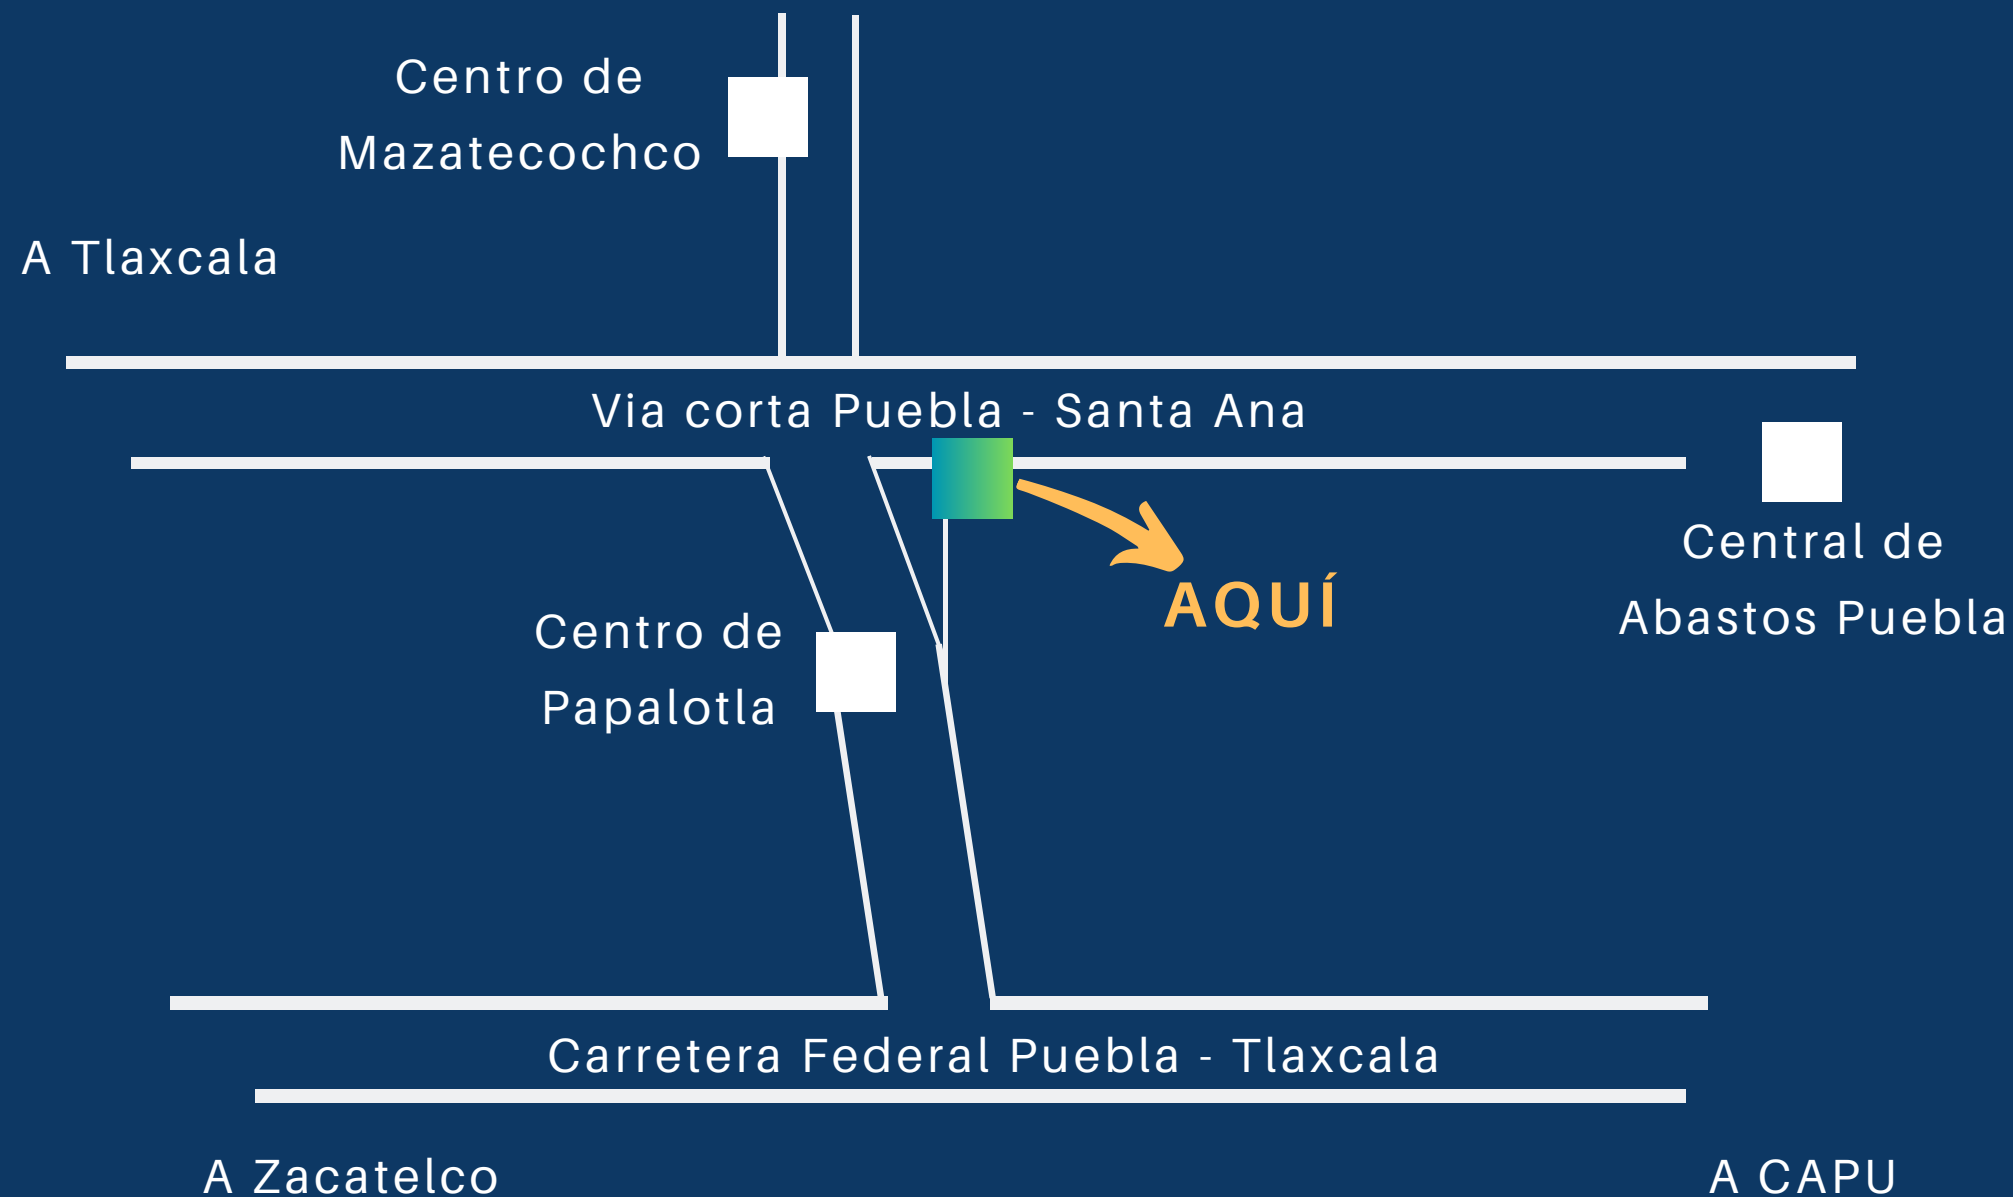 Centro de
Mazatecochco
A Tlaxcala
Via corta Puebla - Santa Ana
Central de
Abastos Puebla
AQUÍ
Centro de
Papalotla
Carretera Federal Puebla - Tlaxcala
A Zacatelco
A CAPU